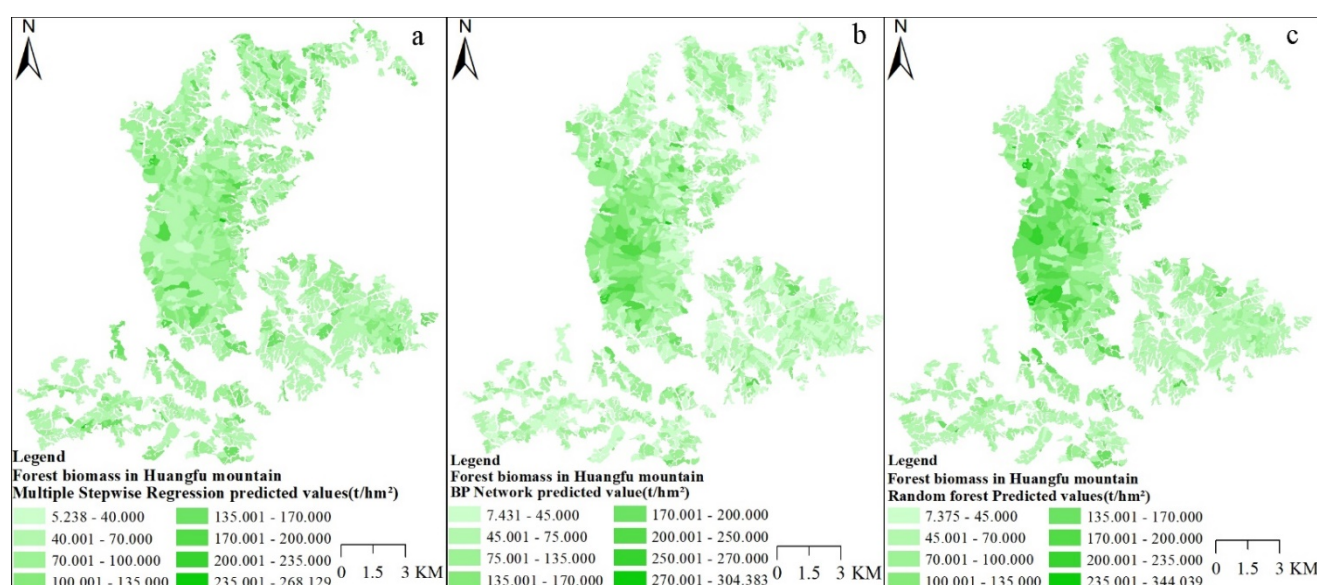 N
a
Legend
Forest biomass in Huangfu mountain
Multiple Stepwise Regression predicted values(t/hm²)
5.238 - 40.000
40.001 - 70.000
70.001 - 100.000
100.001 - 135.000
135.001 - 170.000
170.001 - 200.000
200.001 - 235.000
235.001 - 268.129
0 1.5 3 KM
N
b
Legend
Forest biomass in Huangfu mountain
BP Network predicted value(t/hm²)
7.431 - 45.000
45.001 - 75.000
75.001 - 135.000
135.001 - 170.000
170.001 - 200.000
200.001 - 250.000
250.001 - 270.000
270.001 - 304.383
0 1.5 3 KM
N
c
Legend
Forest biomass in Huangfu mountain
Random forest Predicted values(t/hm²)
7.375 - 45.000
45.001 - 70.000
70.001 - 100.000
100.001 - 135.000
135.001 - 170.000
170.001 - 200.000
200.001 - 235.000
235.001 - 344.039
0 1.5 3 KM